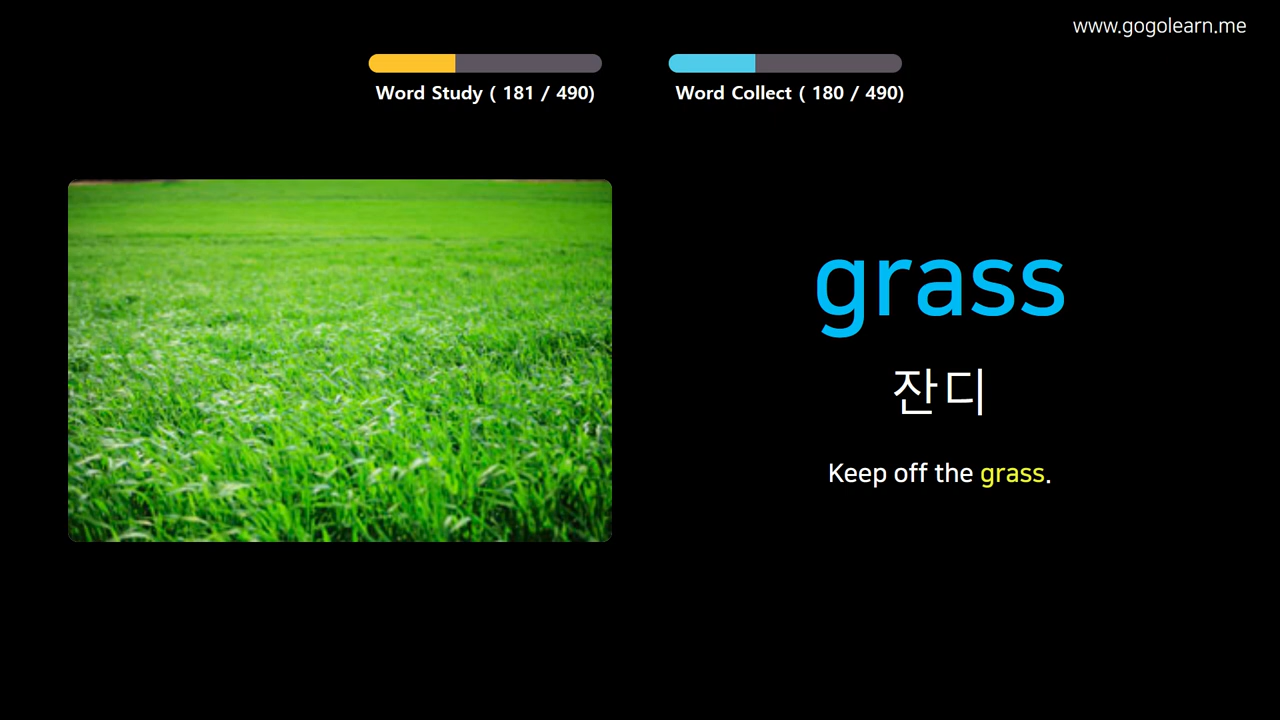 www.gogolearn.me
Word Study ( 181 / 490)
Word Collect ( 180 / 490)
grass
잔디
Keep off the grass.